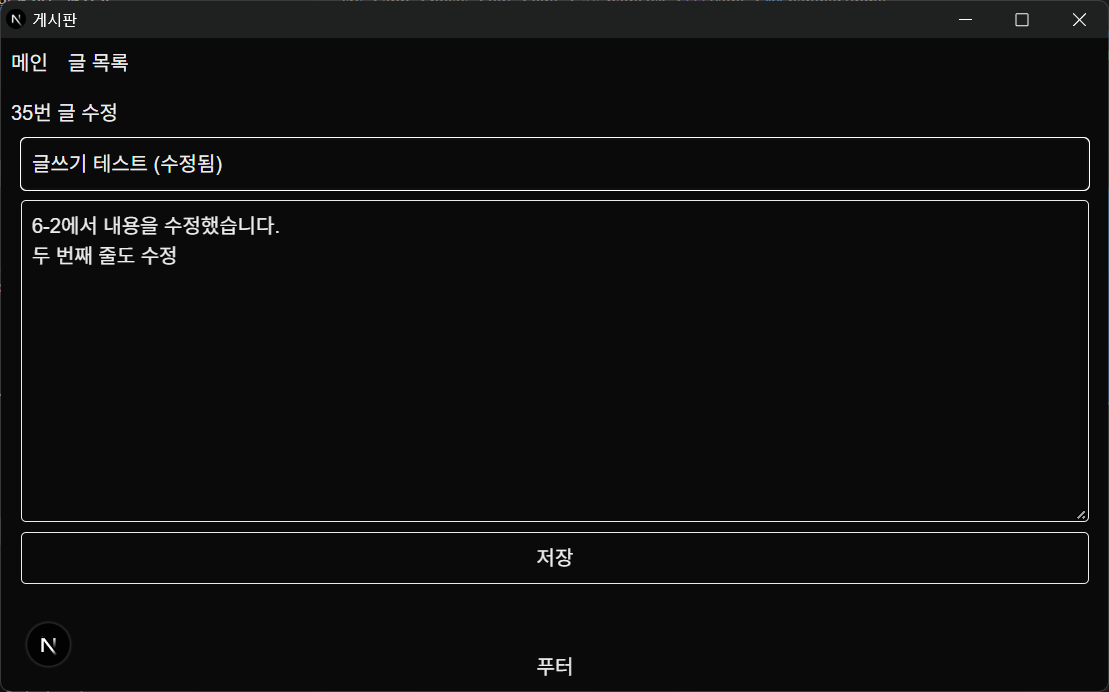 게시판
메인 글 목록
35번 글 수정
글쓰기 테스트 (수정됨)
6-2에서 내용을 수정했습니다.
두 번째 줄도 수정
저장
N
푸터